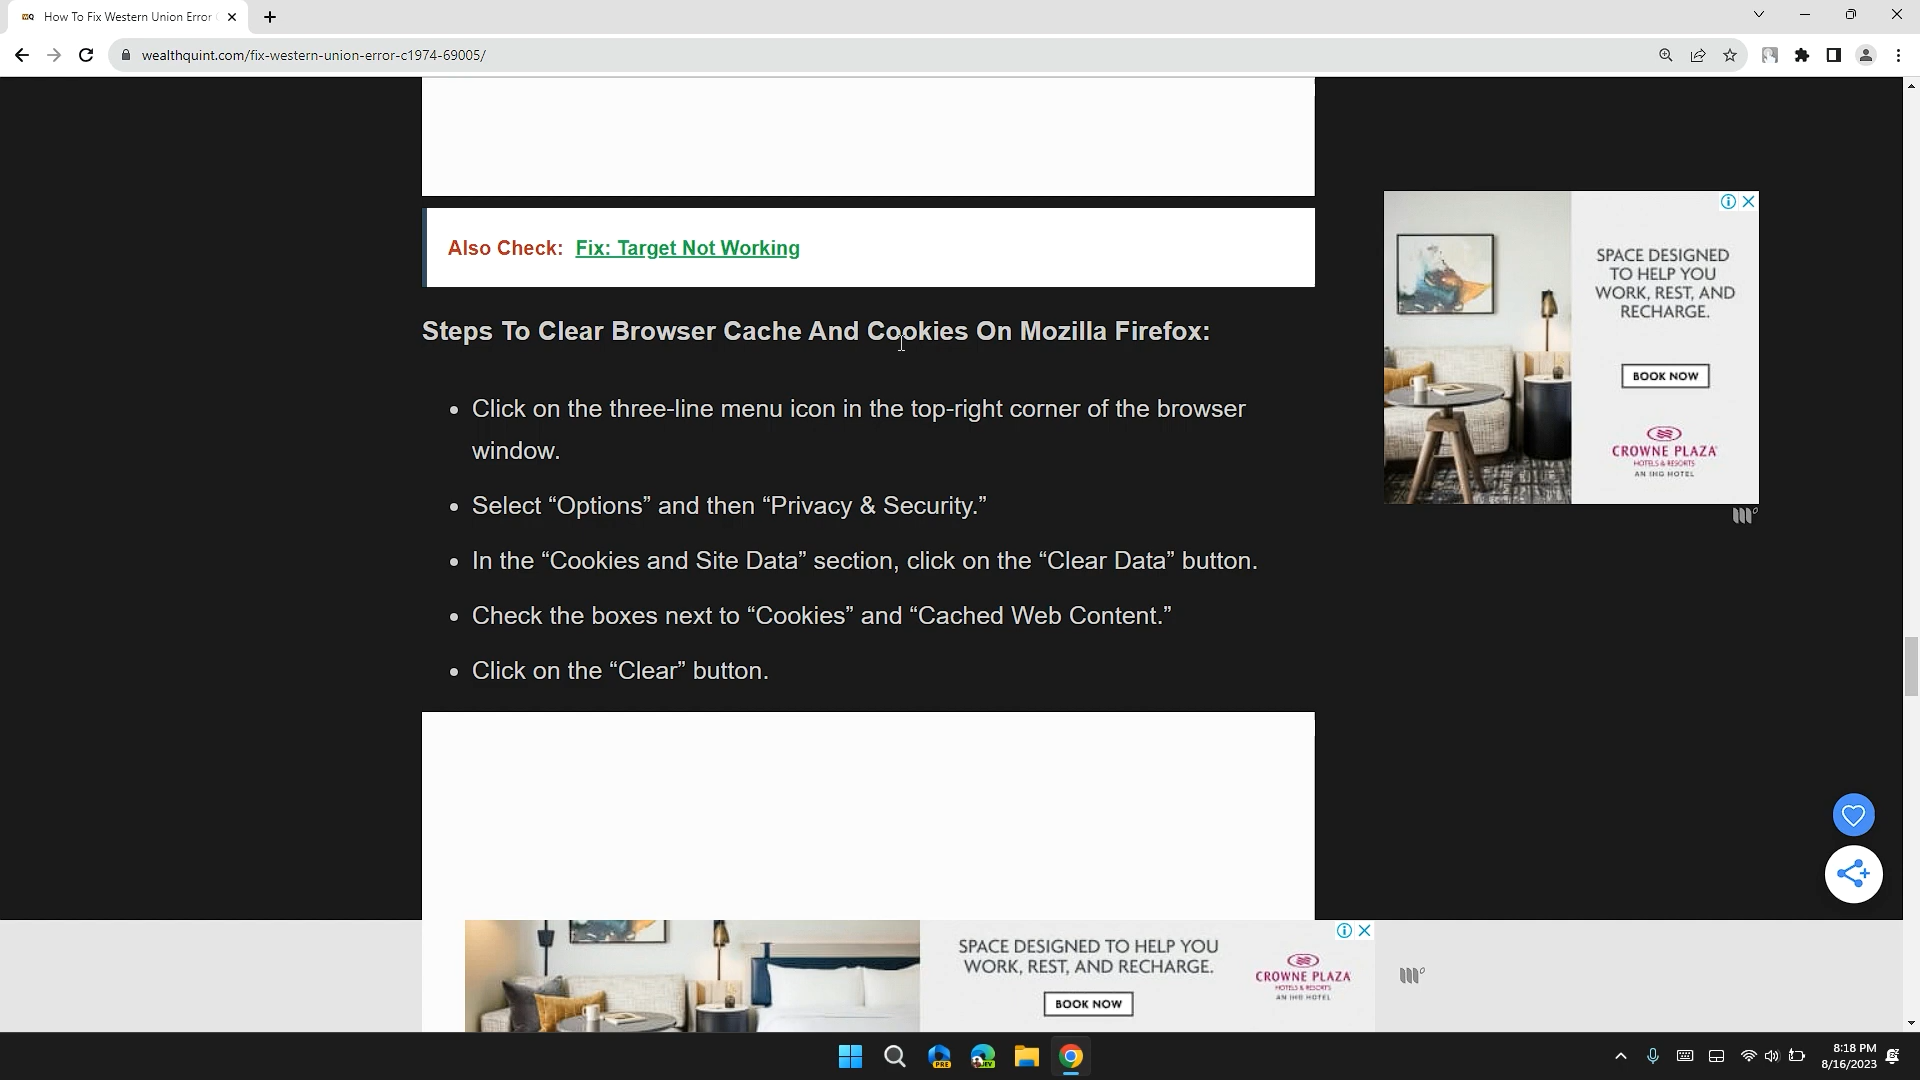 How To Fix Western Union Error
wealthquint.com/fix-western-union-error-c1974-69005/
Also Check: Fix: Target Not Working
Steps To Clear Browser Cache And Cookies On Mozilla Firefox:
Click on the three-line menu icon in the top-right corner of the browser
window.
Select “Options” and then “Privacy & Security.”
In the “Cookies and Site Data” section, click on the “Clear Data” button.
Check the boxes next to “Cookies” and “Cached Web Content.”
Click on the “Clear” button.
SPACE DESIGNED
TO HELP YOU
WORK, REST, AND
RECHARGE.
BOOK NOW
CROWNE PLAZA
HOTELS & RESORTS
AN IHG HOTEL
SPACE DESIGNED TO HELP YOU
WORK, REST, AND RECHARGE.
BOOK NOW
CROWNE PLAZA
HOTELS & RESORTS
AN IHG HOTEL
PRE
DEV
8:18 PM
8/16/2023